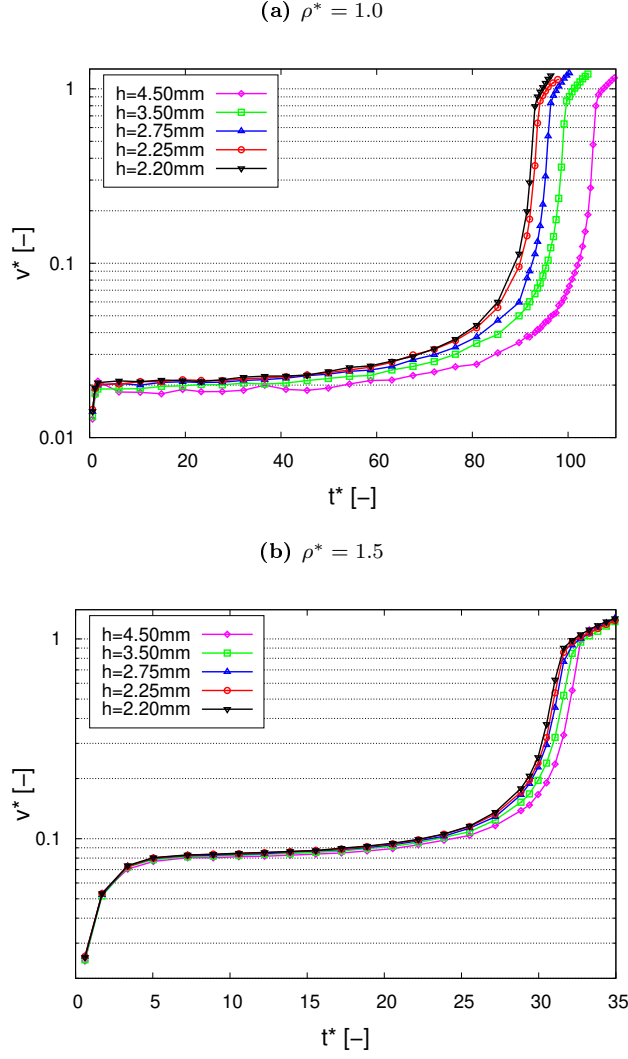 (a) ρ* = 1.0
1
0.1
0.01
v* [–]
h=4.50mm
h=3.50mm
h=2.75mm
h=2.25mm
h=2.20mm
0 20 40 60 80 100
t* [–]
(b) ρ* = 1.5
1
0.1
v* [–]
h=4.50mm
h=3.50mm
h=2.75mm
h=2.25mm
h=2.20mm
0 5 10 15 20 25 30 35
t* [–]